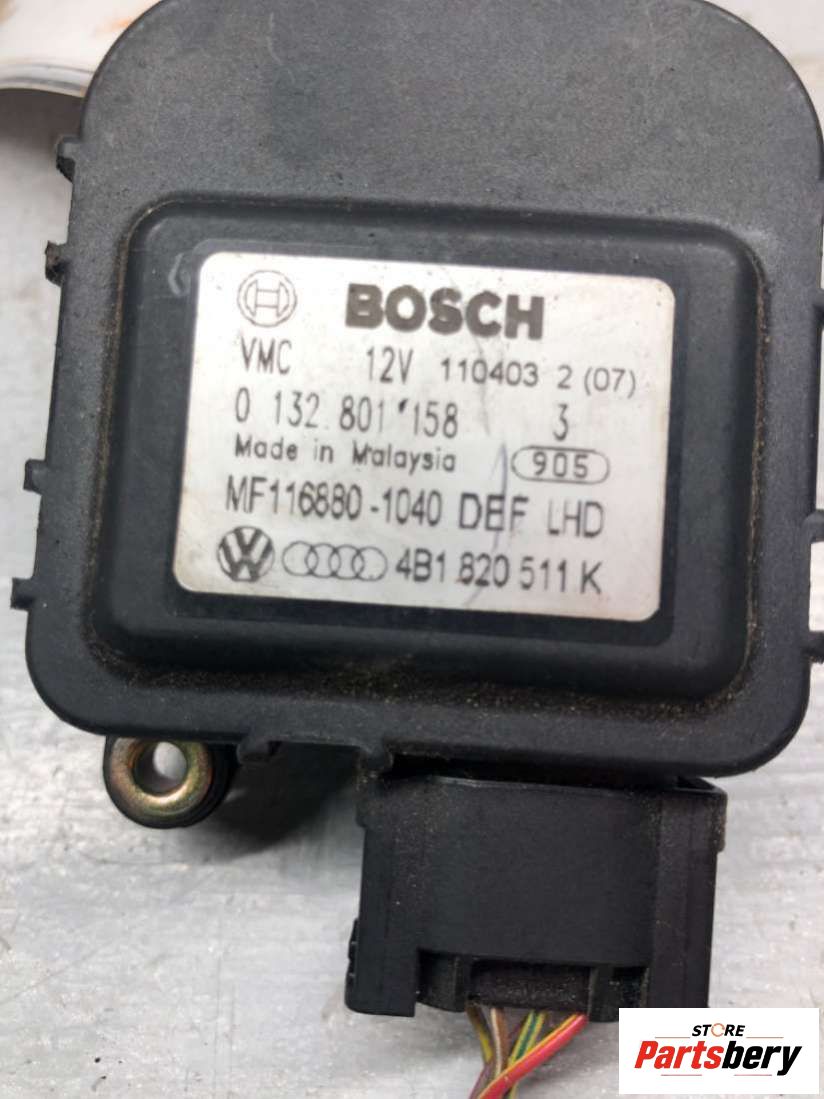 BOSCH
VMC 12V 110403 2 (07)
0 132 801 158 3
Made in Malaysia 905
MF116880-1040 DEF LHD
4B1 820 511 K
STORE
Partsbery